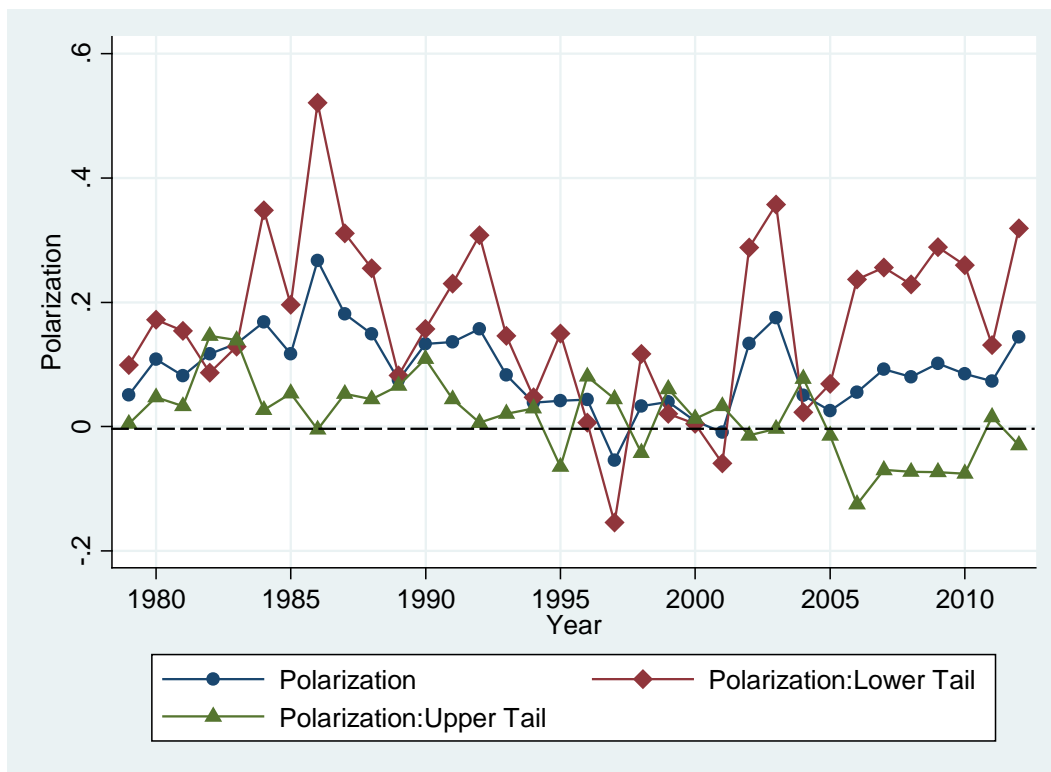 .6
.4
.2
0
-.2
Polarization
1980 1985 1990 1995 2000 2005 2010
Year
Polarization Polarization:Lower Tail
Polarization:Upper Tail